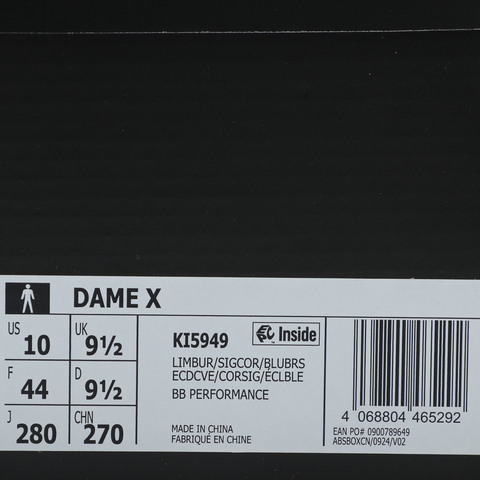 DAME X
US 10 UK 9½
F 44 D 9½
J 280 CHN 270
KI5949
Inside
LIMBUR/SIGCOR/BLUBRS
ECDCVE/CORSIG/ÉCLBLE
BB PERFORMANCE
MADE IN CHINA
FABRIQUÉ EN CHINE
4 068804 465292
EAN PO# 0900789649
ABSBOXCN/0924/V02